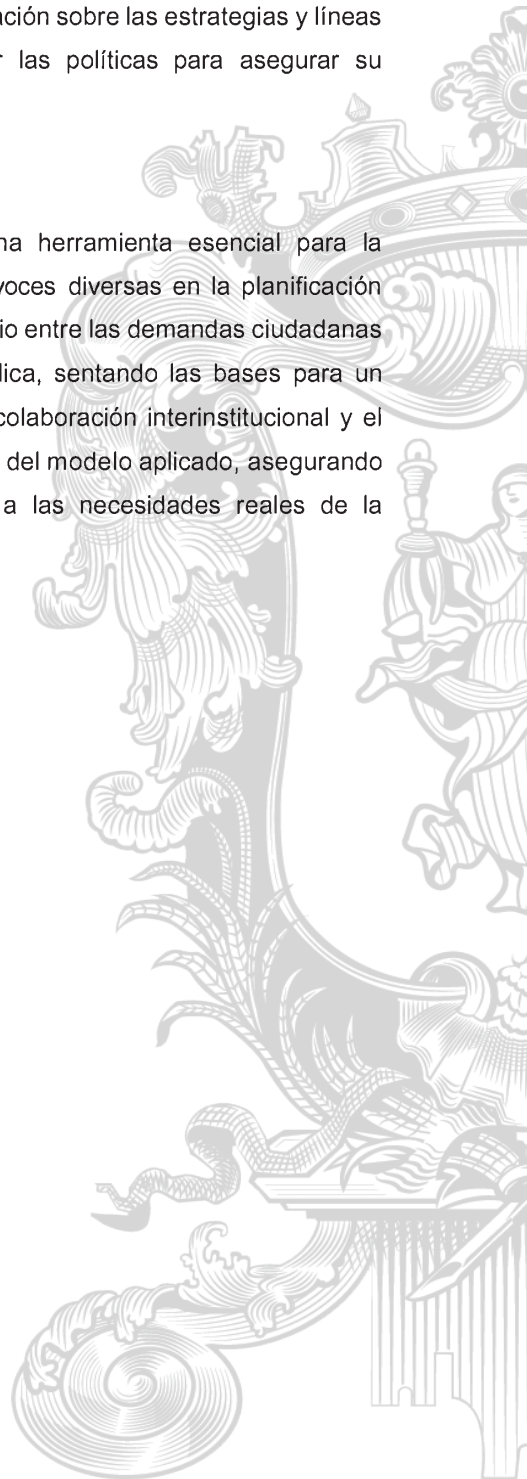 ación sobre las estrategias y líneas
r las políticas para asegurar su
na herramienta esencial para la
voces diversas en la planificación
io entre las demandas ciudadanas
lica, sentando las bases para un
colaboración interinstitucional y el
del modelo aplicado, asegurando
a las necesidades reales de la